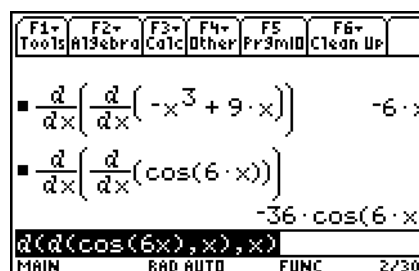 F1▾ F2▾ F3▾ F4▾ F5 F6▾
Tools Algebra Calc Other PrgmIO Clean Up
▪ d/dx(d/dx(-x³ + 9·x)) -6·x
▪ d/dx(d/dx(cos(6·x)))
-36·cos(6·x
d(d(cos(6x),x),x)
MAIN RAD AUTO FUNC 2/30